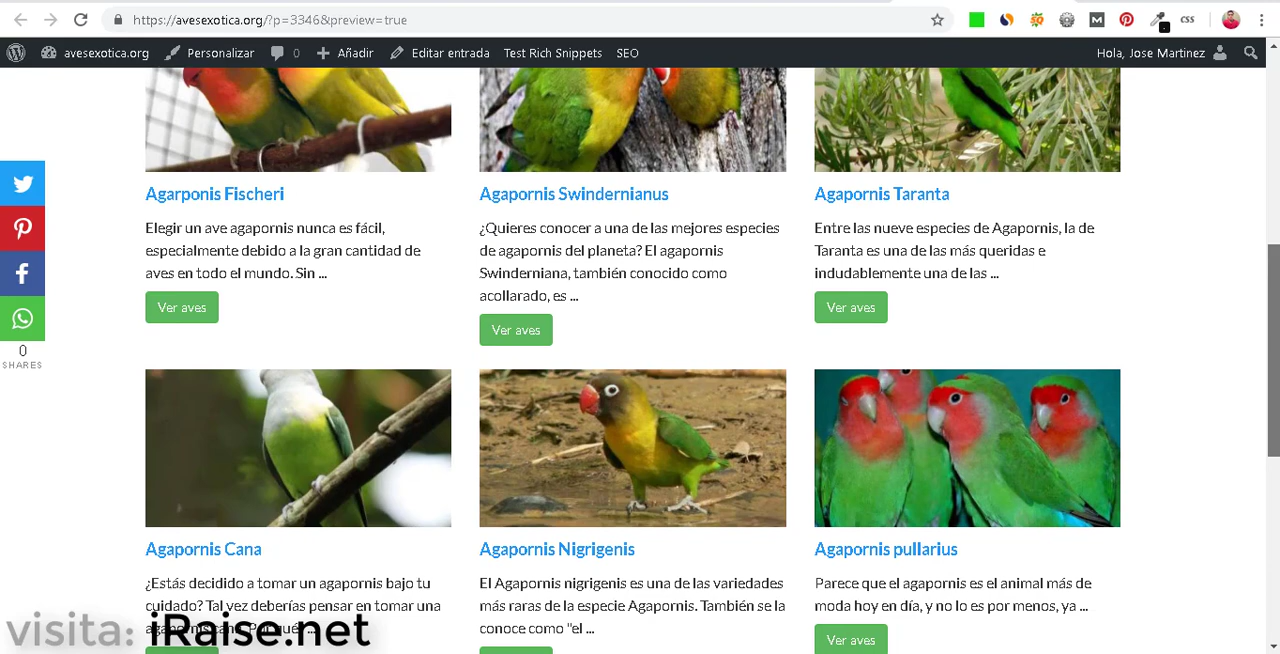 https://avesexotica.org/?p=3346&preview=true
CSS
avesexotica.org Personalizar 0 Añadir Editar entrada Test Rich Snippets SEO Hola, Jose Martinez
Agarponis Fischeri
Elegir un ave agapornis nunca es fácil,
especialmente debido a la gran cantidad de
aves en todo el mundo. Sin ...
Ver aves
Agapornis Swindernianus
¿Quieres conocer a una de las mejores especies
de agapornis del planeta? El agapornis
Swinderniana, también conocido como
acollarado, es ...
Ver aves
Agapornis Taranta
Entre las nueve especies de Agapornis, la de
Taranta es una de las más queridas e
indudablemente una de las ...
Ver aves
0
SHARES
Agapornis Cana
¿Estás decidido a tomar un agapornis bajo tu
cuidado? Tal vez deberías pensar en tomar una
Agapornis Nigrigenis
El Agapornis nigrigenis es una de las variedades
más raras de la especie Agapornis. También se la
conoce como "el ...
Agapornis pullarius
Parece que el agapornis es el animal más de
moda hoy en día, y no lo es por menos, ya ...
Ver aves
visita: iRaise.net